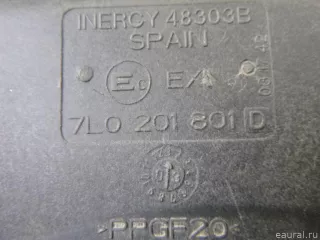 INERGY 48303B
SPAIN
7L0 201 801 D
>PPGF20<
eaural.ru